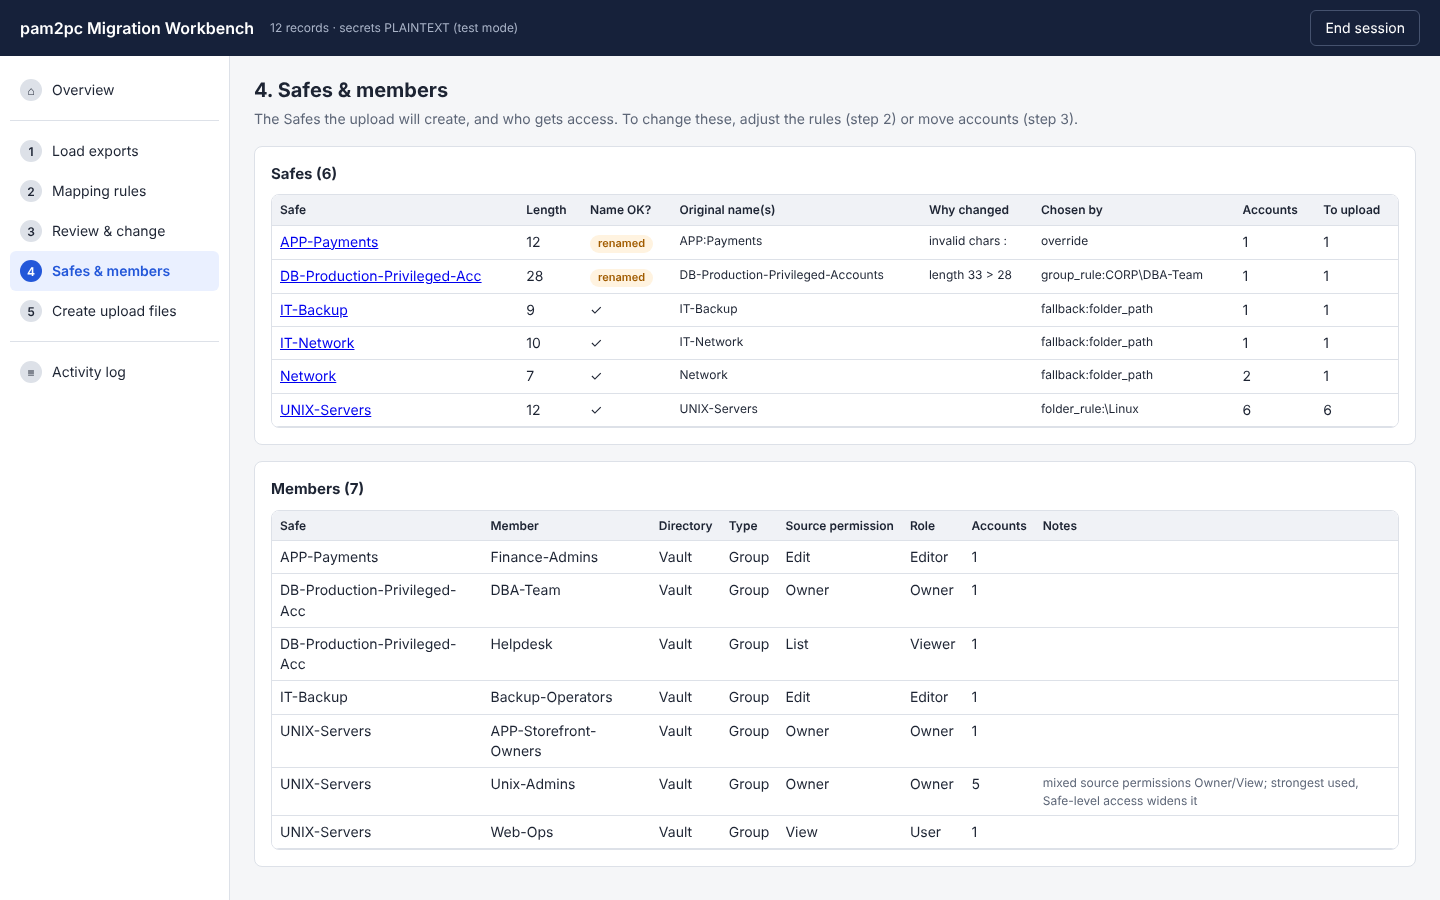 pam2pc Migration Workbench
12 records · secrets PLAINTEXT (test mode)
End session
Overview
1 Load exports
2 Mapping rules
3 Review & change
4 Safes & members
5 Create upload files
Activity log
4. Safes & members
The Safes the upload will create, and who gets access. To change these, adjust the rules (step 2) or move accounts (step 3).
Safes (6)
Safe Length Name OK? Original name(s) Why changed Chosen by Accounts To upload
APP-Payments 12 renamed APP:Payments invalid chars : override 1 1
DB-Production-Privileged-Acc 28 renamed DB-Production-Privileged-Accounts length 33 > 28 group_rule:CORP\DBA-Team 1 1
IT-Backup 9 ✓ IT-Backup fallback:folder_path 1 1
IT-Network 10 ✓ IT-Network fallback:folder_path 1 1
Network 7 ✓ Network fallback:folder_path 2 1
UNIX-Servers 12 ✓ UNIX-Servers folder_rule:\Linux 6 6
Members (7)
Safe Member Directory Type Source permission Role Accounts Notes
APP-Payments Finance-Admins Vault Group Edit Editor 1
DB-Production-Privileged- DBA-Team Vault Group Owner Owner 1
Acc
DB-Production-Privileged- Helpdesk Vault Group List Viewer 1
Acc
IT-Backup Backup-Operators Vault Group Edit Editor 1
UNIX-Servers APP-Storefront- Vault Group Owner Owner 1
Owners
UNIX-Servers Unix-Admins Vault Group Owner Owner 5 mixed source permissions Owner/View; strongest used,
Safe-level access widens it
UNIX-Servers Web-Ops Vault Group View User 1